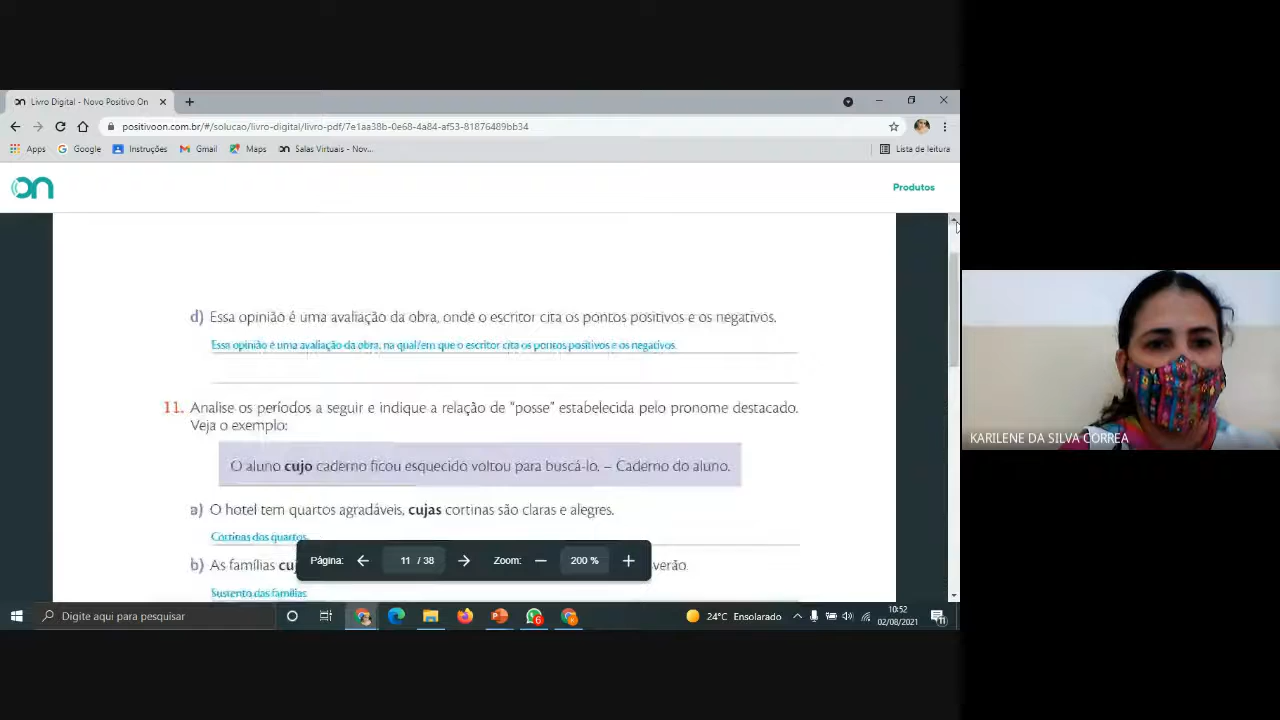 Livro Digital - Novo Positivo On
positivoon.com.br/#/solucao/livro-digital/livro-pdf/7e1aa38b-0e68-4a84-af53-81876489bb34
Apps Google Instruções Gmail Maps Salas Virtuais - Nov... Lista de leitura
on Produtos
d) Essa opinião é uma avaliação da obra, onde o escritor cita os pontos positivos e os negativos.
Essa opinião é uma avaliação da obra, na qual/em que o escritor cita os pontos positivos e os negativos.
11. Analise os períodos a seguir e indique a relação de "posse" estabelecida pelo pronome destacado.
Veja o exemplo:
O aluno cujo caderno ficou esquecido voltou para buscá-lo. – Caderno do aluno.
a) O hotel tem quartos agradáveis, cujas cortinas são claras e alegres.
Cortinas dos quartos.
b) As famílias verão.
Sustento das famílias
Página: 11 / 38 Zoom: 200 %
KARILENE DA SILVA CORREA
Digite aqui para pesquisar
6
24°C Ensolarado
10:52
02/08/2021
11